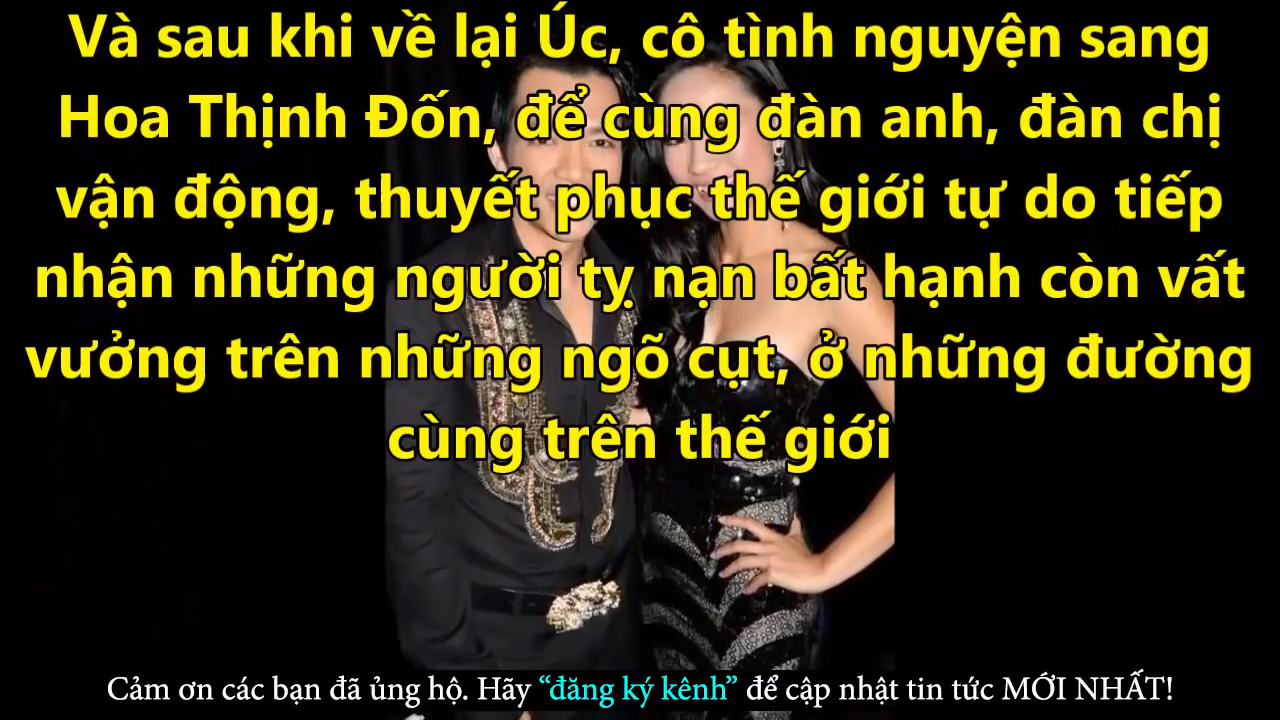 Và sau khi về lại Úc, cô tình nguyện sang
Hoa Thịnh Đốn, để cùng đàn anh, đàn chị
vận động, thuyết phục thế giới tự do tiếp
nhận những người tỵ nạn bất hạnh còn vất
vưởng trên những ngõ cụt, ở những đường
cùng trên thế giới
Cảm ơn các bạn đã ủng hộ. Hãy “đăng ký kênh” để cập nhật tin tức MỚI NHẤT!